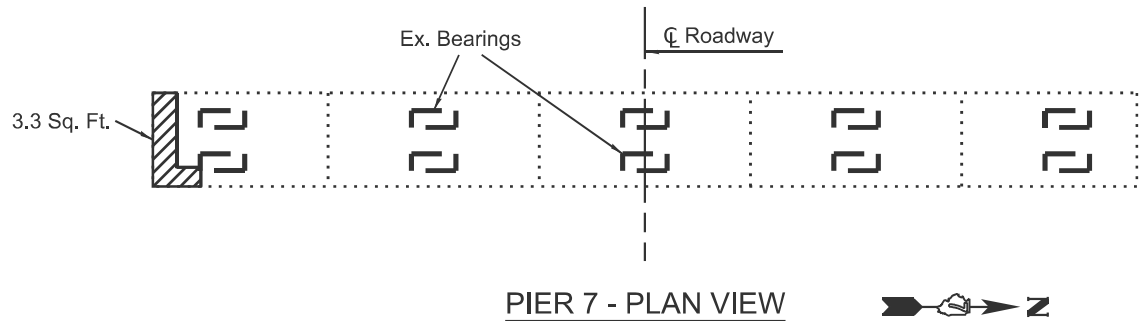 Ex. Bearings
℄ Roadway
3.3 Sq. Ft.
PIER 7 - PLAN VIEW
N